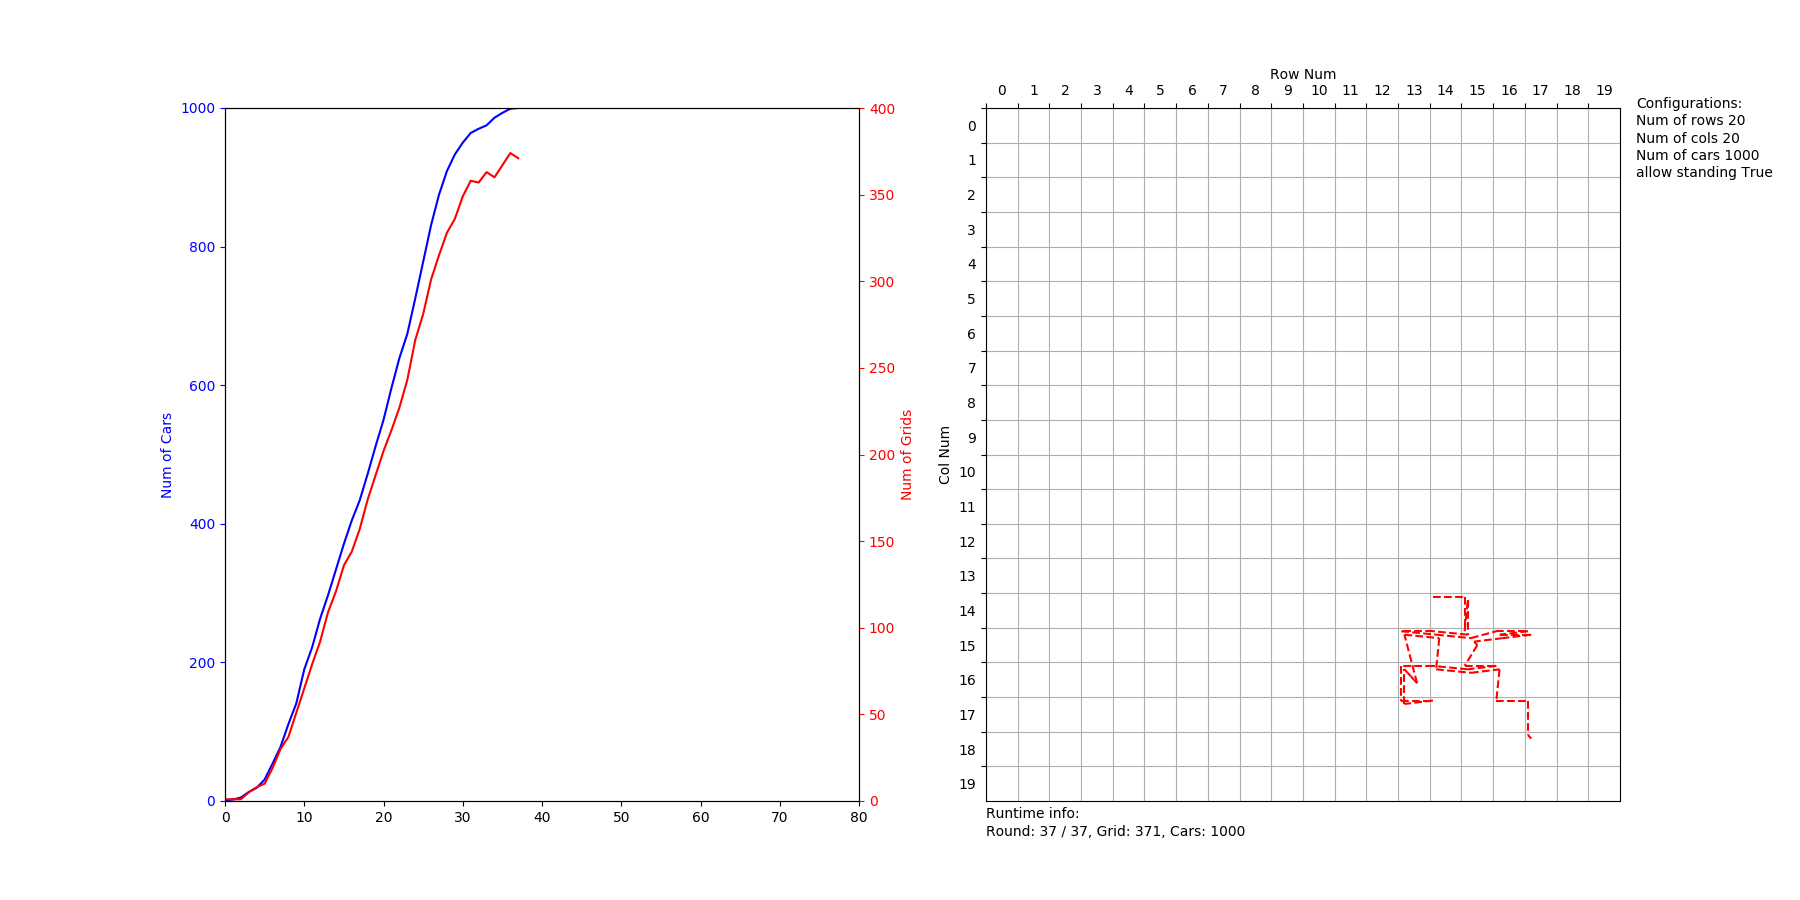 Row Num
0 1 2 3 4 5 6 7 8 9 10 11 12 13 14 15 16 17 18 19
Configurations:
Num of rows 20
Num of cols 20
Num of cars 1000
allow standing True
1000
800
600
400
200
0
Num of Cars
0 10 20 30 40 50 60 70 80
400
350
300
250
200
150
100
50
0
Num of Grids
Col Num
0
1
2
3
4
5
6
7
8
9
10
11
12
13
14
15
16
17
18
19
Runtime info:
Round: 37 / 37, Grid: 371, Cars: 1000